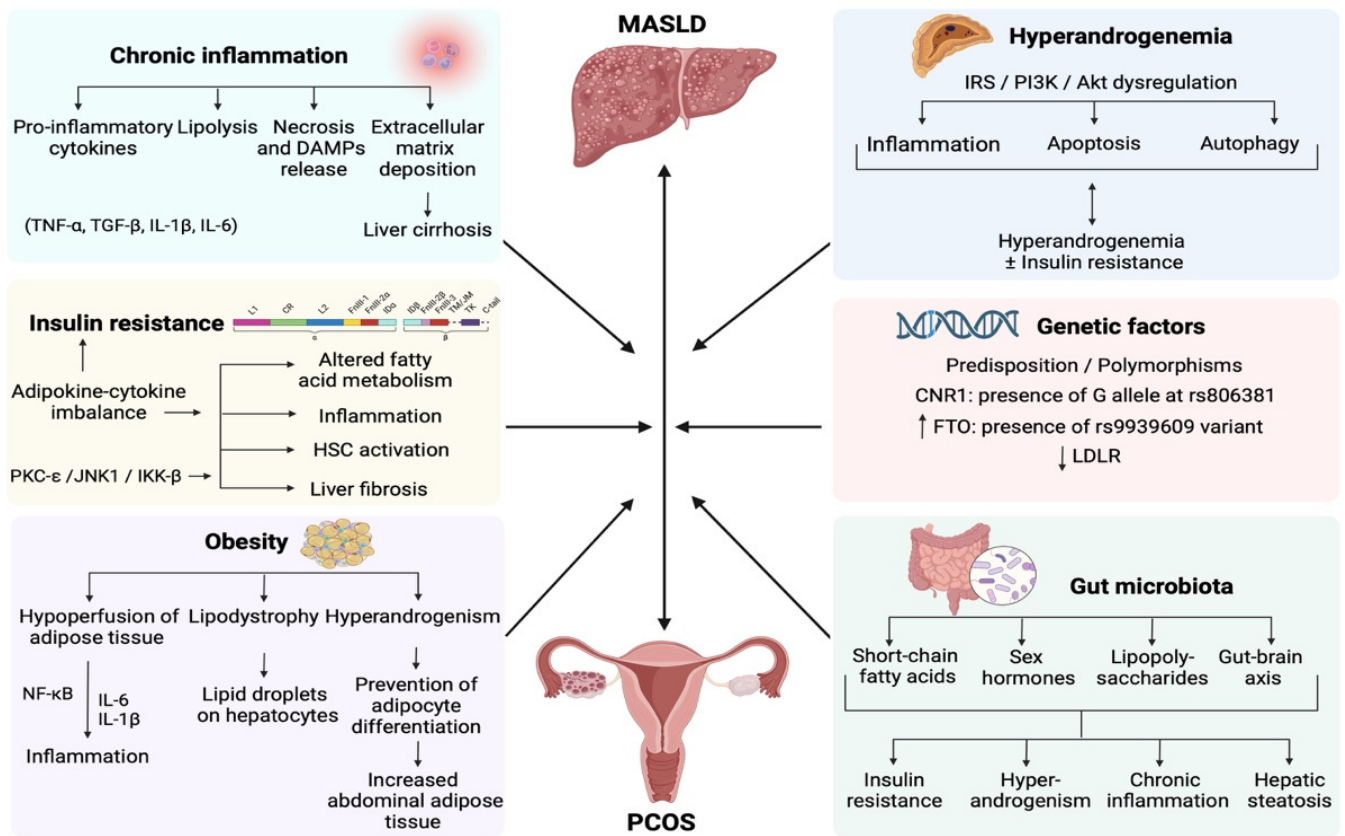 MASLD
Chronic inflammation
Pro-inflammatory
cytokines
Lipolysis
Necrosis
and DAMPs
release
Extracellular
matrix
deposition
(TNF-α, TGF-β, IL-1β, IL-6)
Liver cirrhosis
Hyperandrogenemia
IRS / PI3K / Akt dysregulation
Inflammation
Apoptosis
Autophagy
Hyperandrogenemia
± Insulin resistance
Insulin resistance
L1
CR
L2
FnIII-1
FnIII-2α
IDα
IDβ
FnIII-2β
FnIII-3
TM/JM
TK
C-tail
α
β
Adipokine-cytokine
imbalance
PKC-ε /JNK1 / IKK-β
Altered fatty
acid metabolism
Inflammation
HSC activation
Liver fibrosis
Genetic factors
Predisposition / Polymorphisms
CNR1: presence of G allele at rs806381
↑ FTO: presence of rs9939609 variant
↓ LDLR
Obesity
Hypoperfusion of
adipose tissue
Lipodystrophy
Hyperandrogenism
NF-κB
IL-6
IL-1β
Inflammation
Lipid droplets
on hepatocytes
Prevention of
adipocyte
differentiation
Increased
abdominal adipose
tissue
Gut microbiota
Short-chain
fatty acids
Sex
hormones
Lipopoly-
saccharides
Gut-brain
axis
Insulin
resistance
Hyper-
androgenism
Chronic
inflammation
Hepatic
steatosis
PCOS